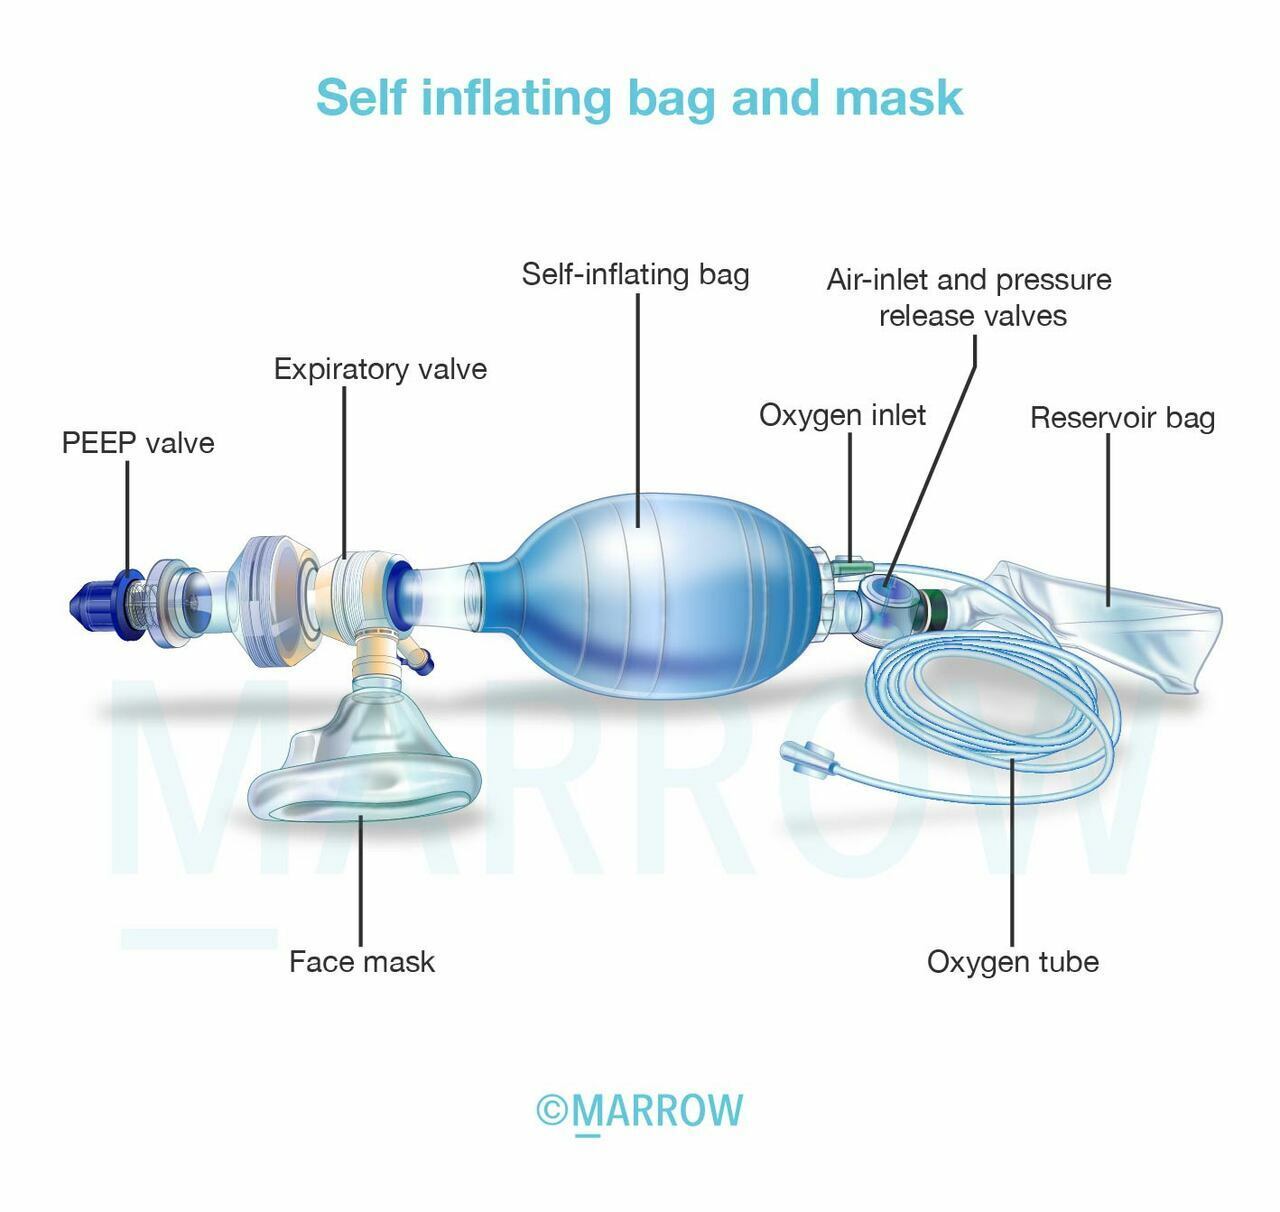 Self inflating bag and mask
Self-inflating bag
Air-inlet and pressure
release valves
Expiratory valve
Oxygen inlet
Reservoir bag
PEEP valve
MARROW
Face mask
Oxygen tube
©MARROW